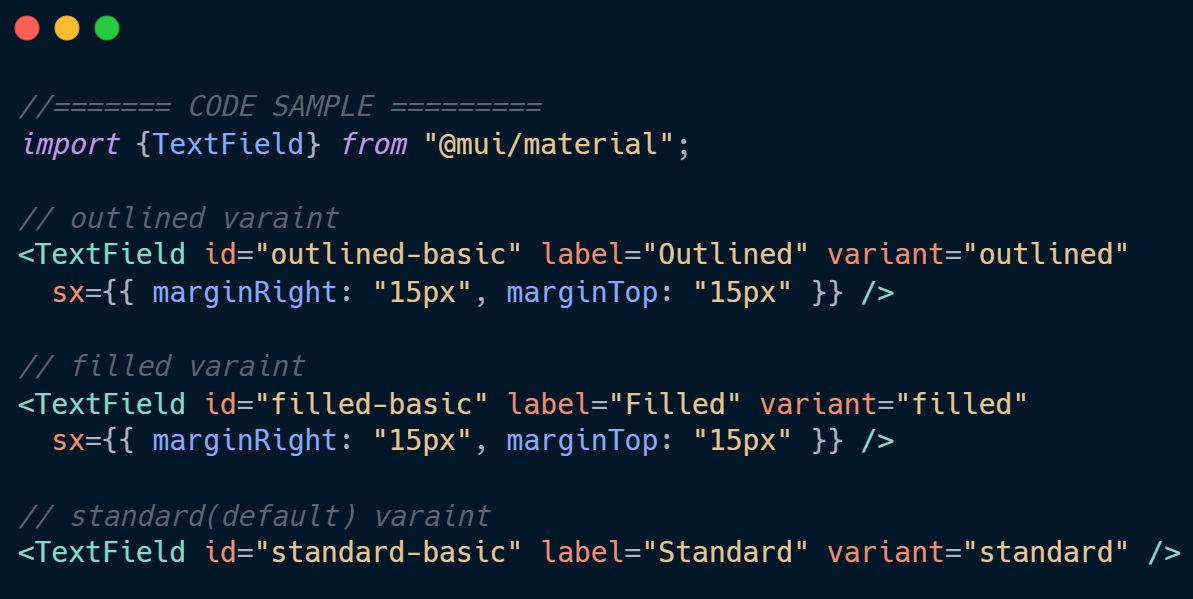 //======= CODE SAMPLE =========
import {TextField} from "@mui/material";
// outlined varaint
<TextField id="outlined-basic" label="Outlined" variant="outlined"
sx={{ marginRight: "15px", marginTop: "15px" }} />
// filled varaint
<TextField id="filled-basic" label="Filled" variant="filled"
sx={{ marginRight: "15px", marginTop: "15px" }} />
// standard(default) varaint
<TextField id="standard-basic" label="Standard" variant="standard" />